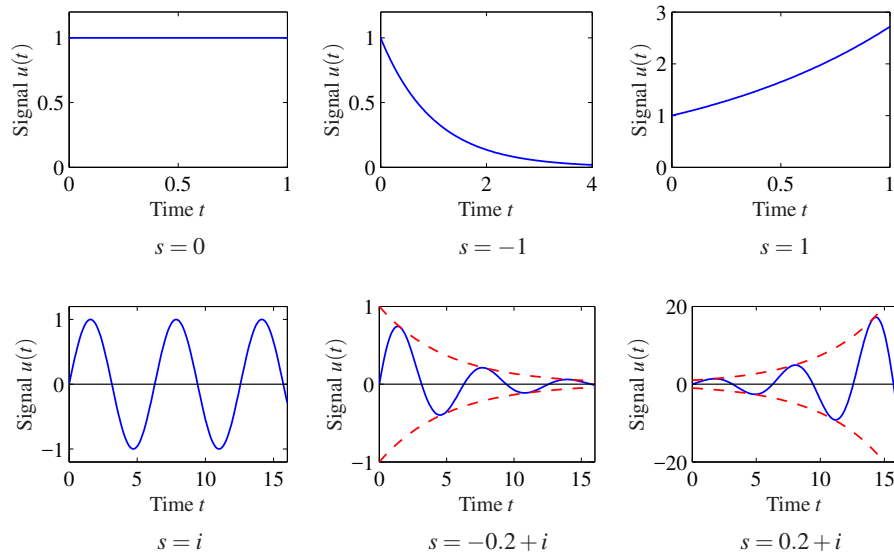 Signal u(t)
1
0.5
0
0 0.5 1
Time t
s = 0
Signal u(t)
1
0.5
0
0 2 4
Time t
s = −1
Signal u(t)
3
2
1
0
0 0.5 1
Time t
s = 1
Signal u(t)
1
0
−1
0 5 10 15
Time t
s = i
Signal u(t)
1
0
−1
0 5 10 15
Time t
s = −0.2 + i
Signal u(t)
20
0
−20
0 5 10 15
Time t
s = 0.2 + i